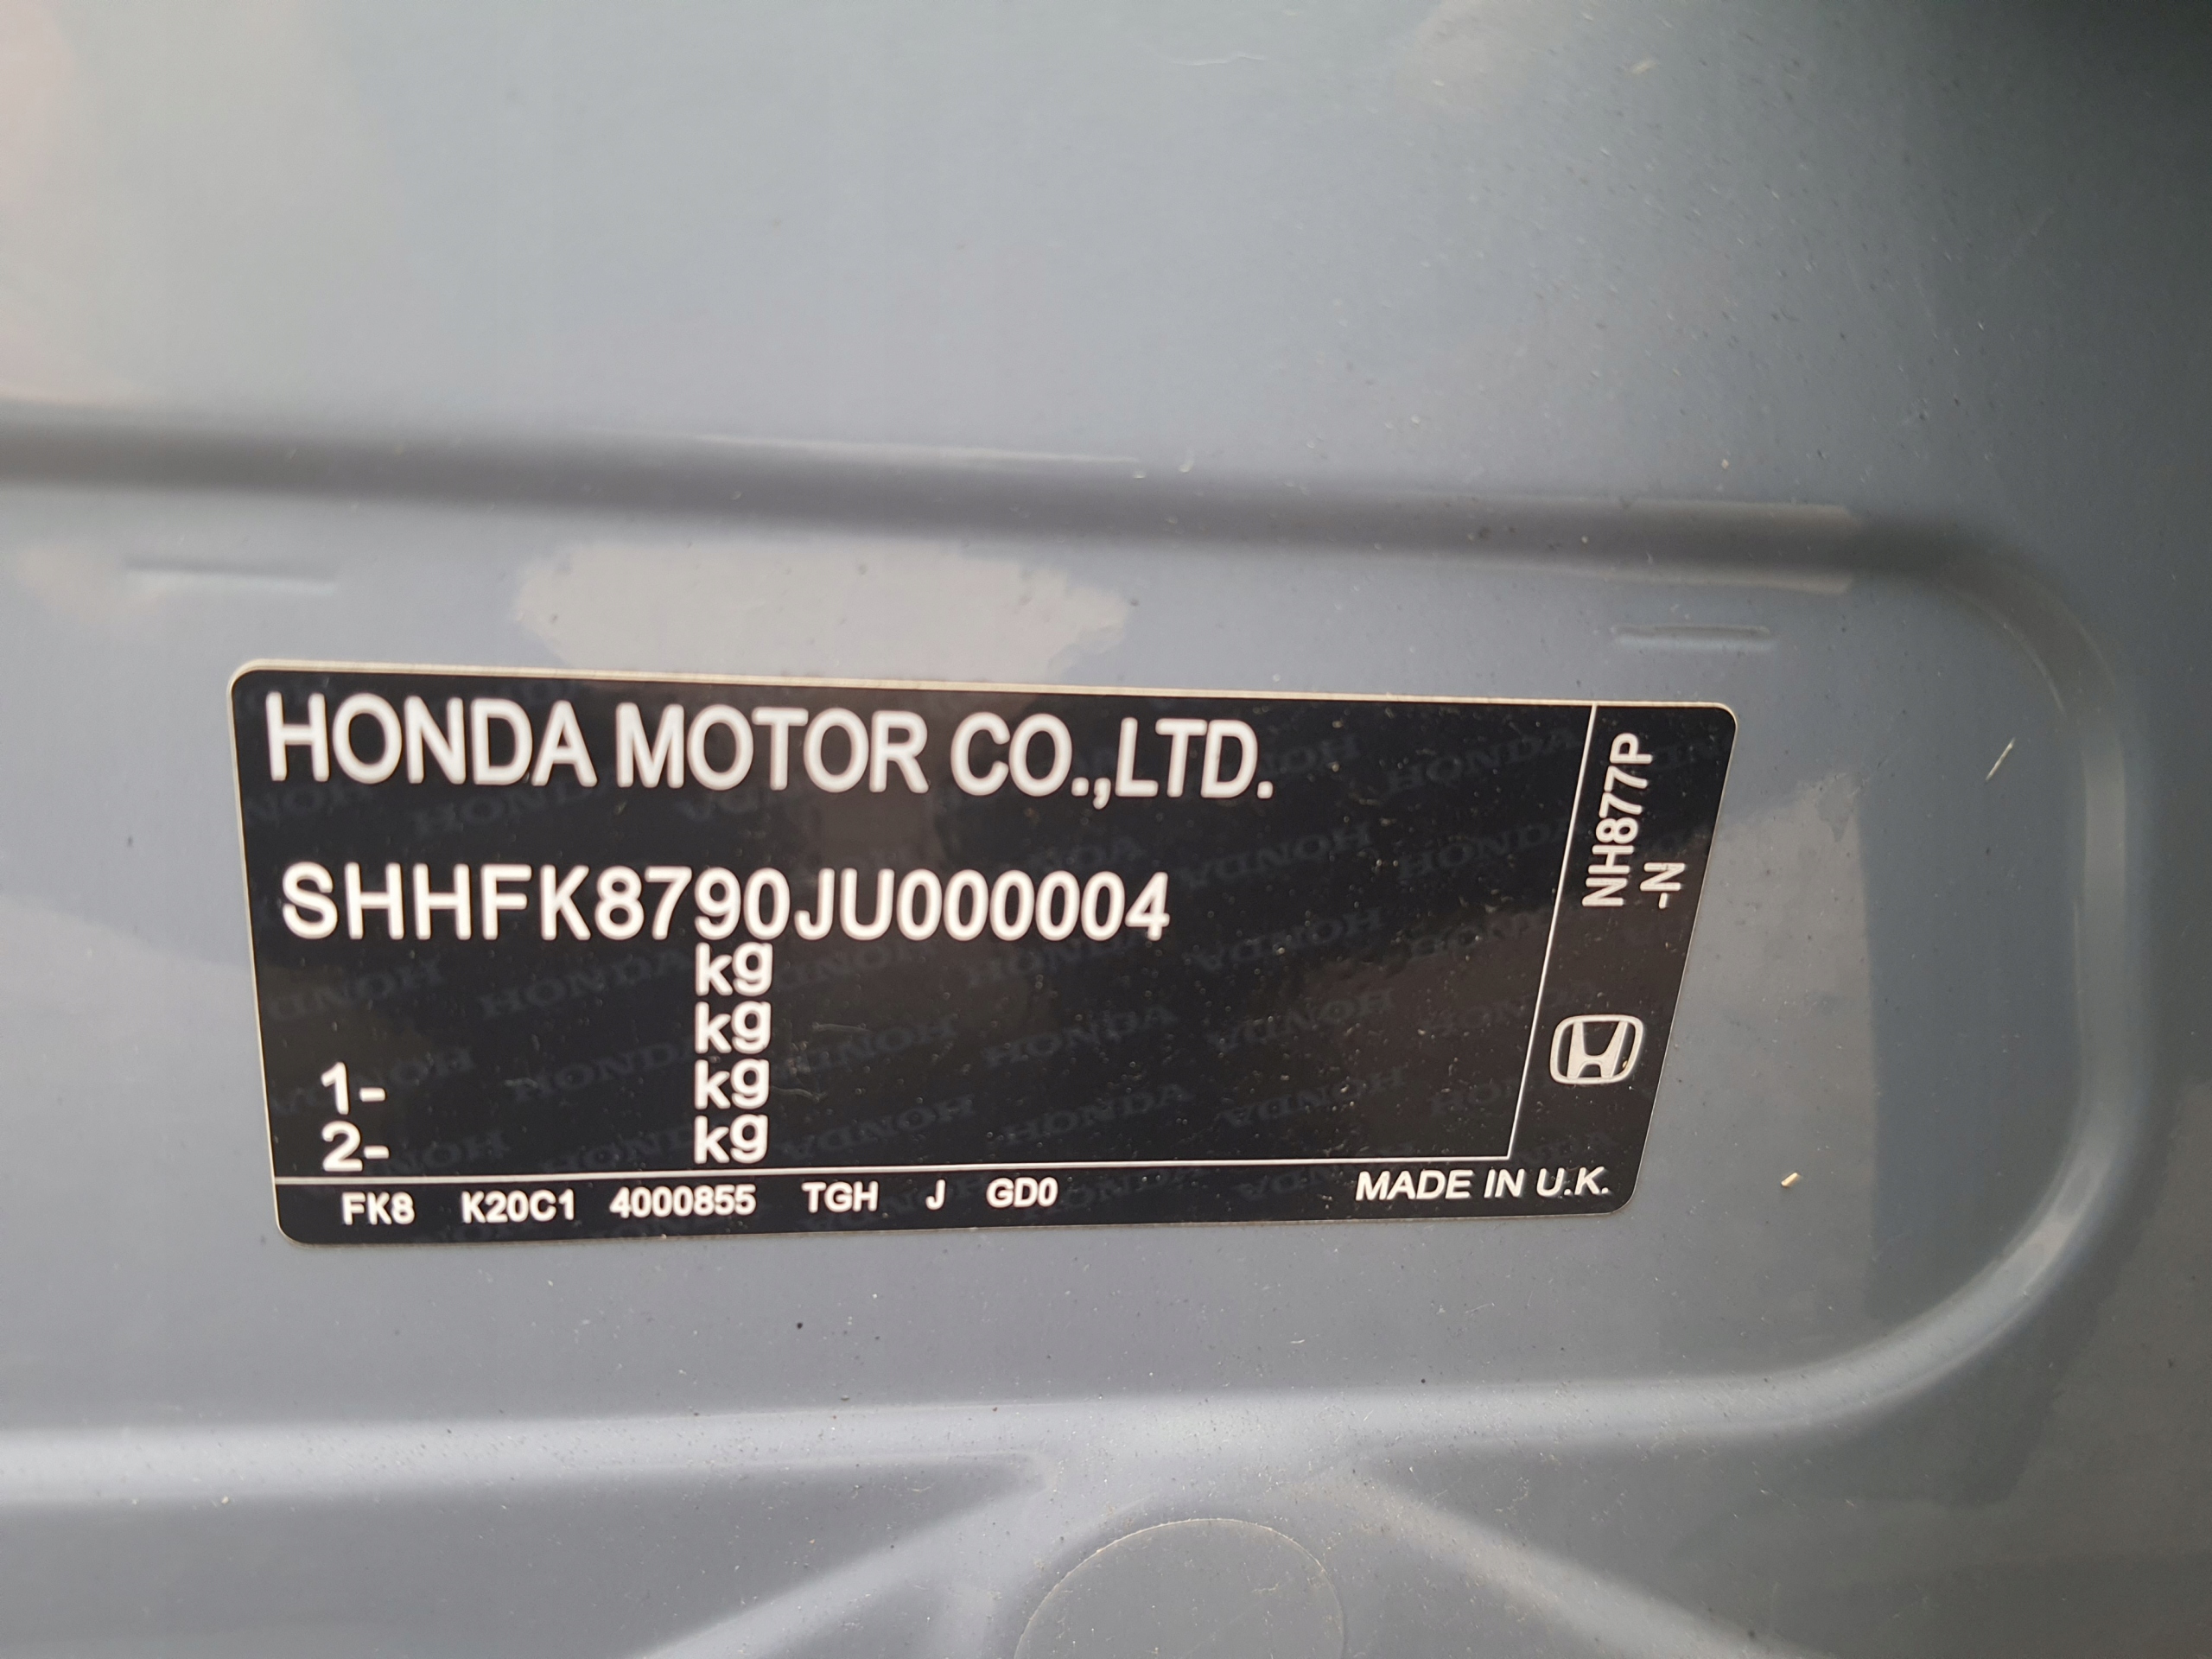 HONDA MOTOR CO.,LTD.
SHHFK8790JU000004
kg
kg
1- kg
2- kg
FK8 K20C1 4000855 TGH J GD0
MADE IN U.K.
NH877P
-N